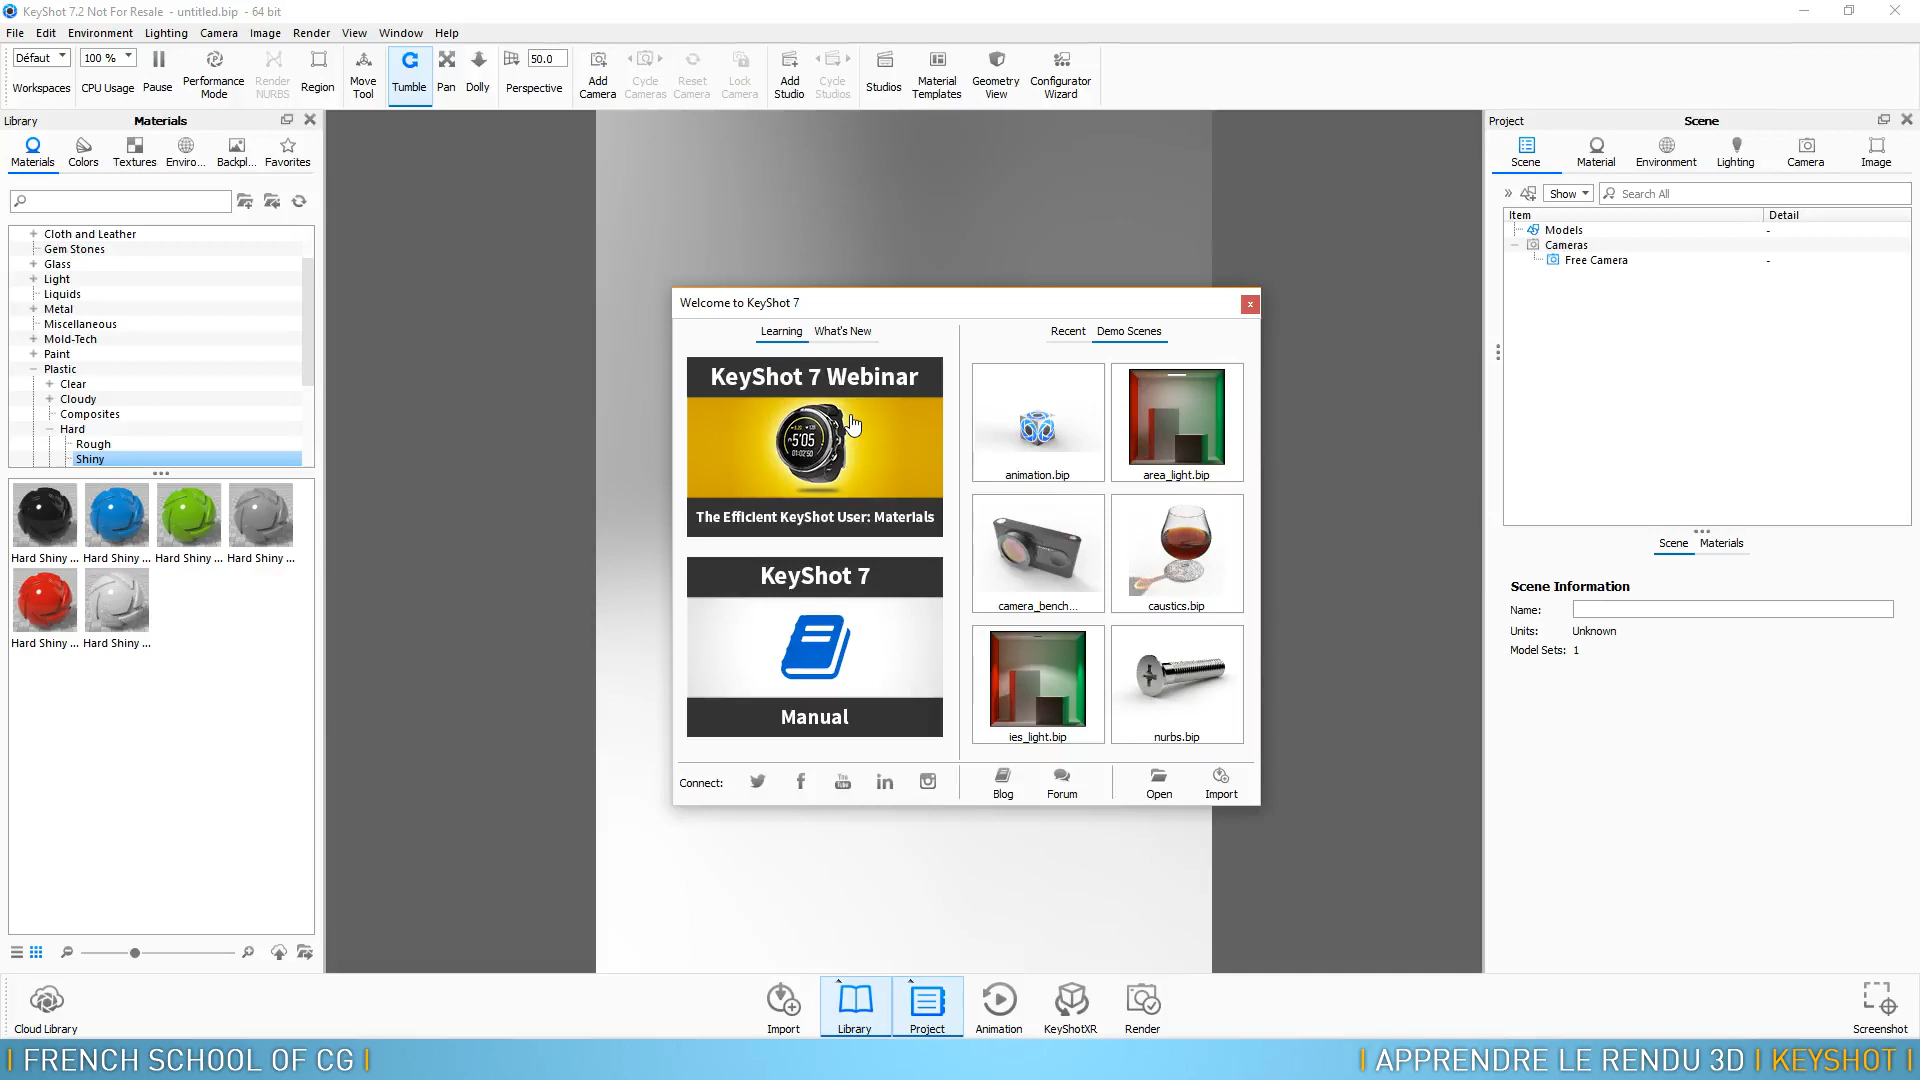 KeyShot 7.2 Not For Resale - untitled.bip - 64 bit
File Edit Environment Lighting Camera Image Render View Window Help
Défaut 100 % 50.0
Workspaces CPU Usage Pause Performance Mode Render NURBS Region Move Tool Tumble Pan Dolly Perspective Add Camera Cycle Cameras Reset Camera Lock Camera Add Studio Cycle Studios Studios Material Templates Geometry View Configurator Wizard
Library Materials
Materials Colors Textures Enviro... Backpl... Favorites
Cloth and Leather
Gem Stones
Glass
Light
Liquids
Metal
Miscellaneous
Mold-Tech
Paint
Plastic
Clear
Cloudy
Composites
Hard
Rough
Shiny
Hard Shiny ... Hard Shiny ... Hard Shiny ... Hard Shiny ...
Hard Shiny ... Hard Shiny ...
Welcome to KeyShot 7
Learning What's New
KeyShot 7 Webinar
5:05
The Efficient KeyShot User: Materials
KeyShot 7
Manual
Recent Demo Scenes
animation.bip area_light.bip
camera_bench... caustics.bip
ies_light.bip nurbs.bip
Connect: You Tube in Blog Forum Open Import
Project Scene
Scene Material Environment Lighting Camera Image
Show Search All
Item Detail
Models -
Cameras
Free Camera -
Scene Materials
Scene Information
Name:
Units: Unknown
Model Sets: 1
Cloud Library Import Library Project Animation KeyShotXR Render Screenshot
| FRENCH SCHOOL OF CG |
| APPRENDRE LE RENDU 3D | KEYSHOT |